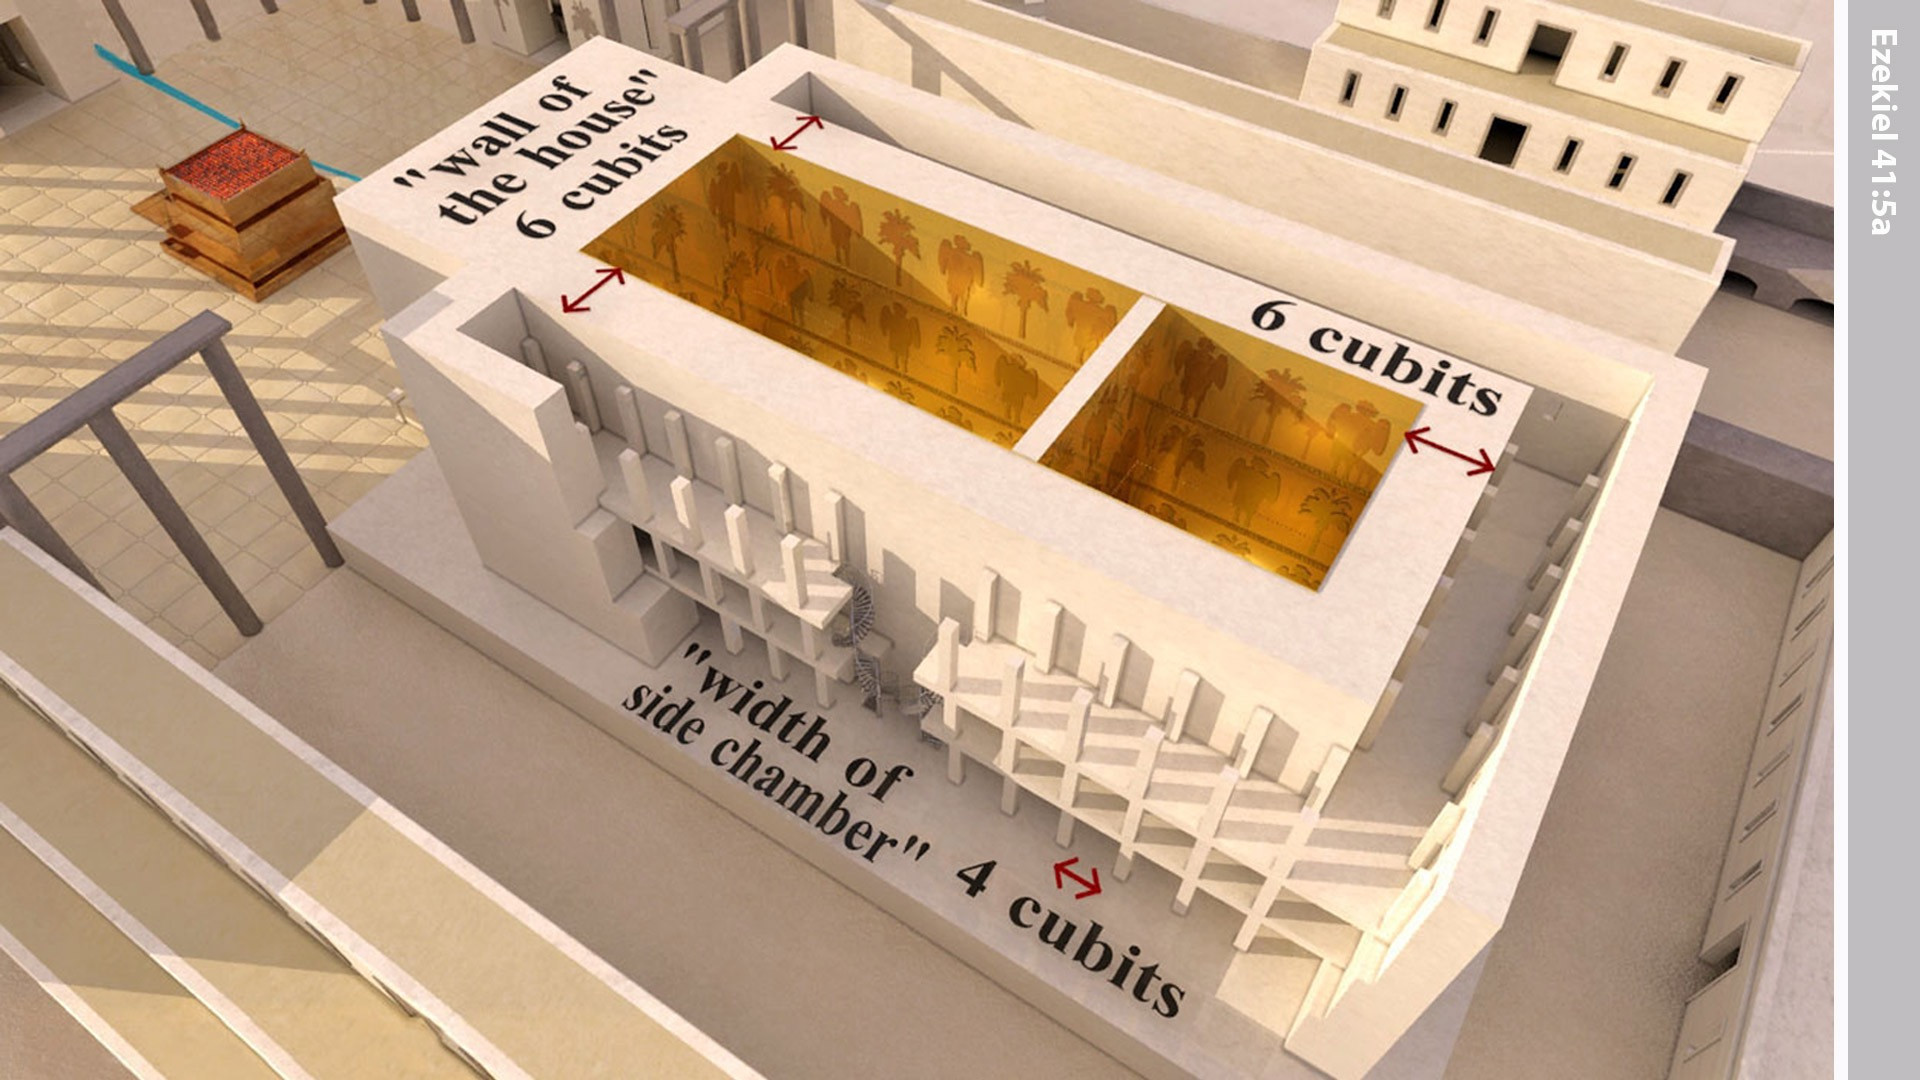 "wall of
the house"
6 cubits
6 cubits
"width of
side chamber" 4 cubits
Ezekiel 41:5a